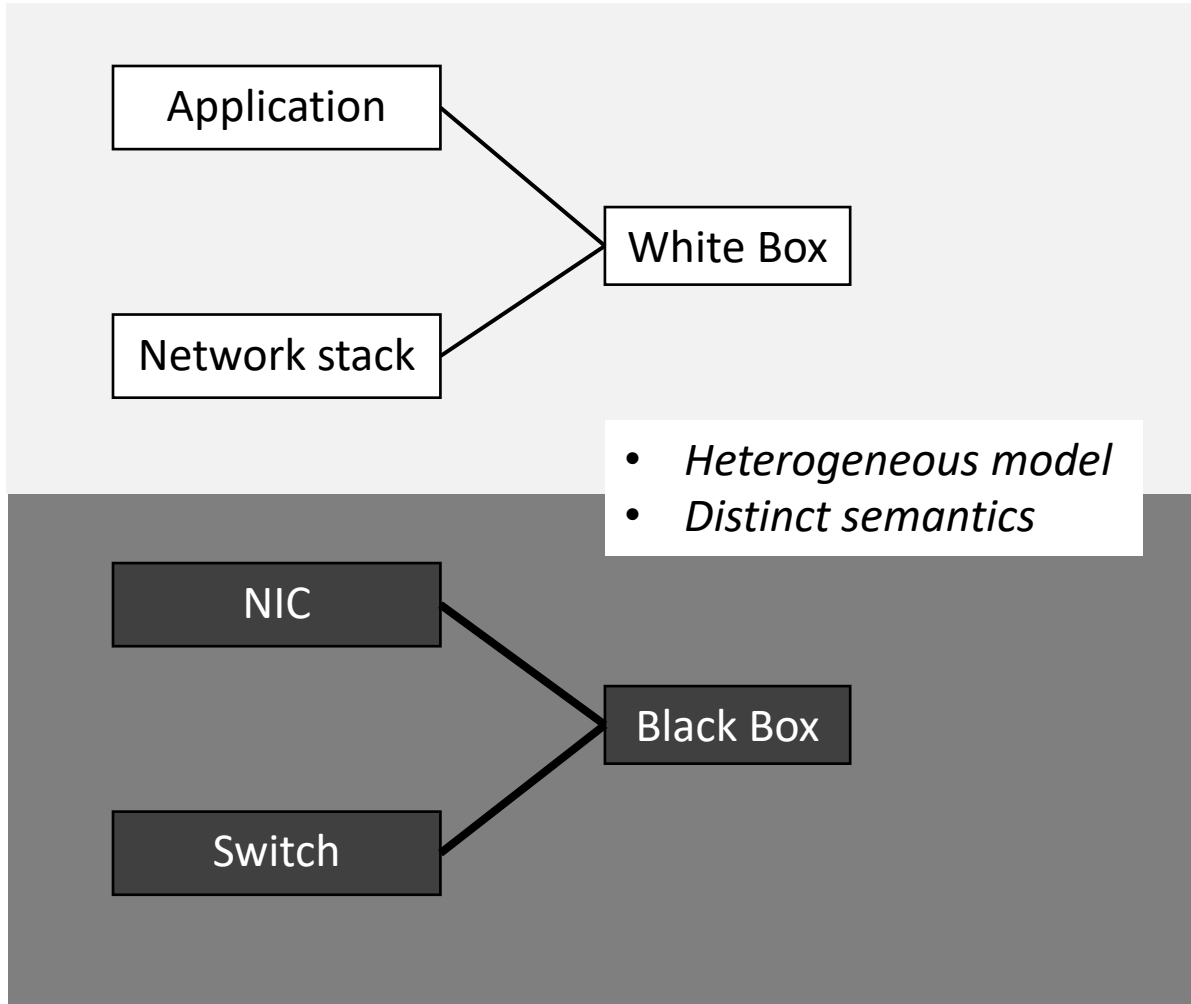 Application
White Box
Network stack
• Heterogeneous model
• Distinct semantics
NIC
Black Box
Switch